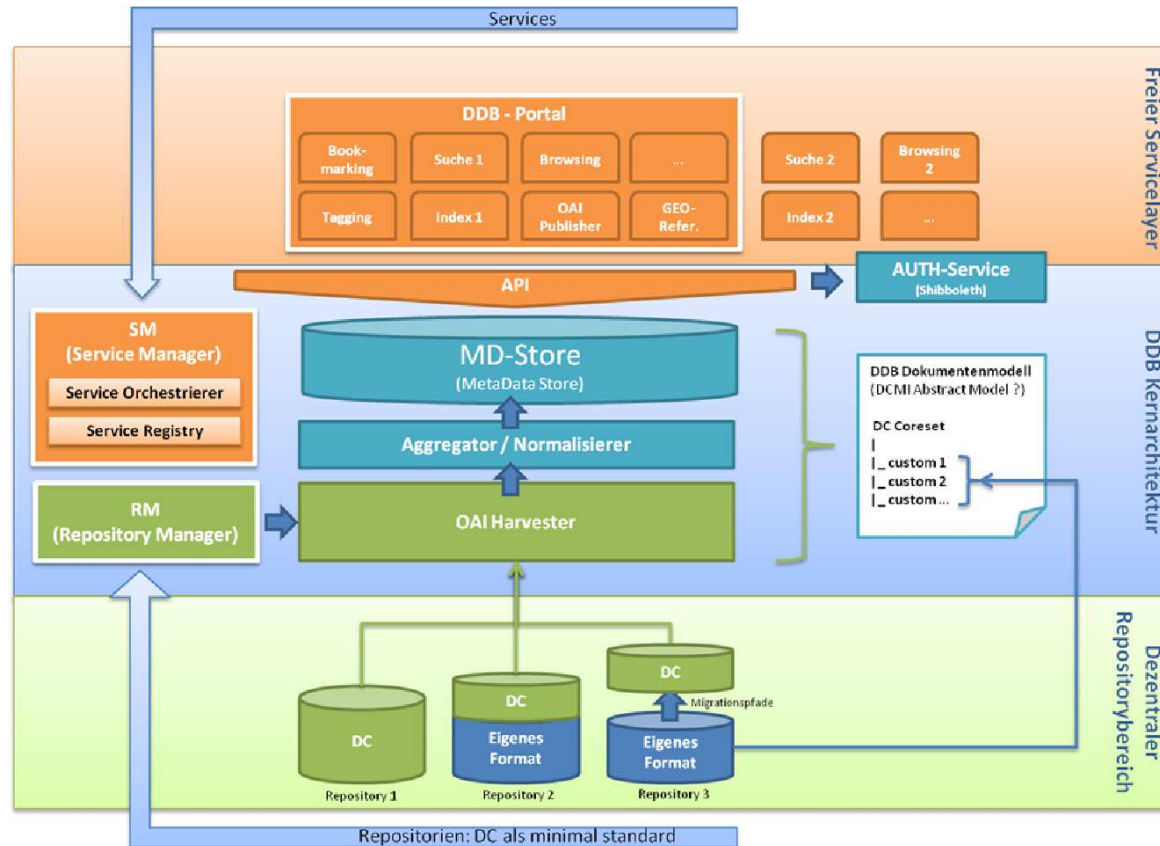 Services
Freier Servicelayer
DDB - Portal
Book-
marking
Suche 1
Browsing
...
Suche 2
Browsing
2
Tagging
Index 1
OAI
Publisher
GEO-
Refer.
Index 2
...
DDB Kernarchitektur
API
AUTH-Service
(Shibboleth)
SM
(Service Manager)
Service Orchestrierer
Service Registry
MD-Store
(MetaData Store)
Aggregator / Normalisierer
RM
(Repository Manager)
OAI Harvester
DDB Dokumentenmodell
(DCMI Abstract Model ?)
DC Coreset
|
|_ custom 1
|_ custom 2
|_ custom ...
Dezentraler
Repositorybereich
DC
Repository 1
DC
Eigenes
Format
Repository 2
DC
Migrationspfade
Eigenes
Format
Repository 3
Repositorien: DC als minimal standard